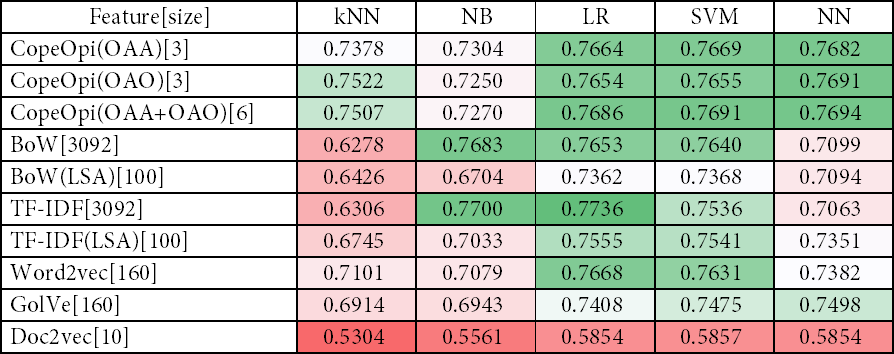 Feature[size] kNN NB LR SVM NN
CopeOpi(OAA)[3] 0.7378 0.7304 0.7664 0.7669 0.7682
CopeOpi(OAO)[3] 0.7522 0.7250 0.7654 0.7655 0.7691
CopeOpi(OAA+OAO)[6] 0.7507 0.7270 0.7686 0.7691 0.7694
BoW[3092] 0.6278 0.7683 0.7653 0.7640 0.7099
BoW(LSA)[100] 0.6426 0.6704 0.7362 0.7368 0.7094
TF-IDF[3092] 0.6306 0.7700 0.7736 0.7536 0.7063
TF-IDF(LSA)[100] 0.6745 0.7033 0.7555 0.7541 0.7351
Word2vec[160] 0.7101 0.7079 0.7668 0.7631 0.7382
GolVe[160] 0.6914 0.6943 0.7408 0.7475 0.7498
Doc2vec[10] 0.5304 0.5561 0.5854 0.5857 0.5854